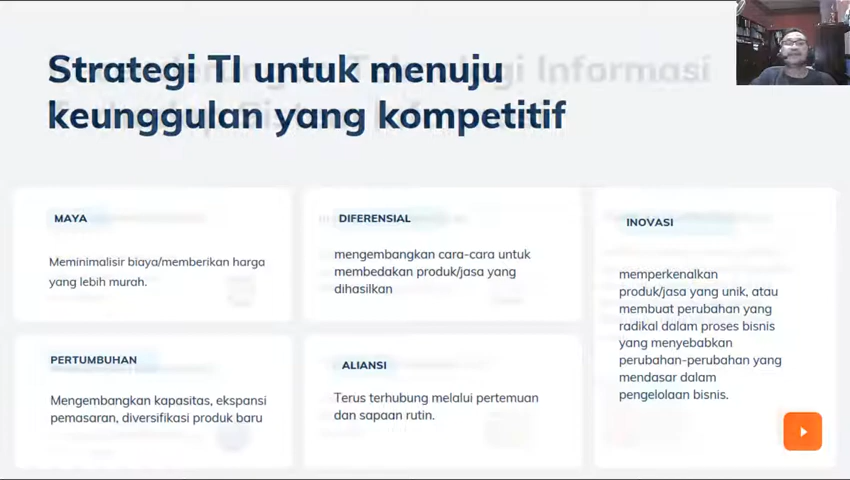 Strategi TI untuk menuju
keunggulan yang kompetitif
MAYA
Meminimalisir biaya/memberikan harga
yang lebih murah.
DIFERENSIAL
mengembangkan cara-cara untuk
membedakan produk/jasa yang
dihasilkan
INOVASI
memperkenalkan
produk/jasa yang unik, atau
membuat perubahan yang
radikal dalam proses bisnis
yang menyebabkan
perubahan-perubahan yang
mendasar dalam
pengelolaan bisnis.
PERTUMBUHAN
Mengembangkan kapasitas, ekspansi
pemasaran, diversifikasi produk baru
ALIANSI
Terus terhubung melalui pertemuan
dan sapaan rutin.